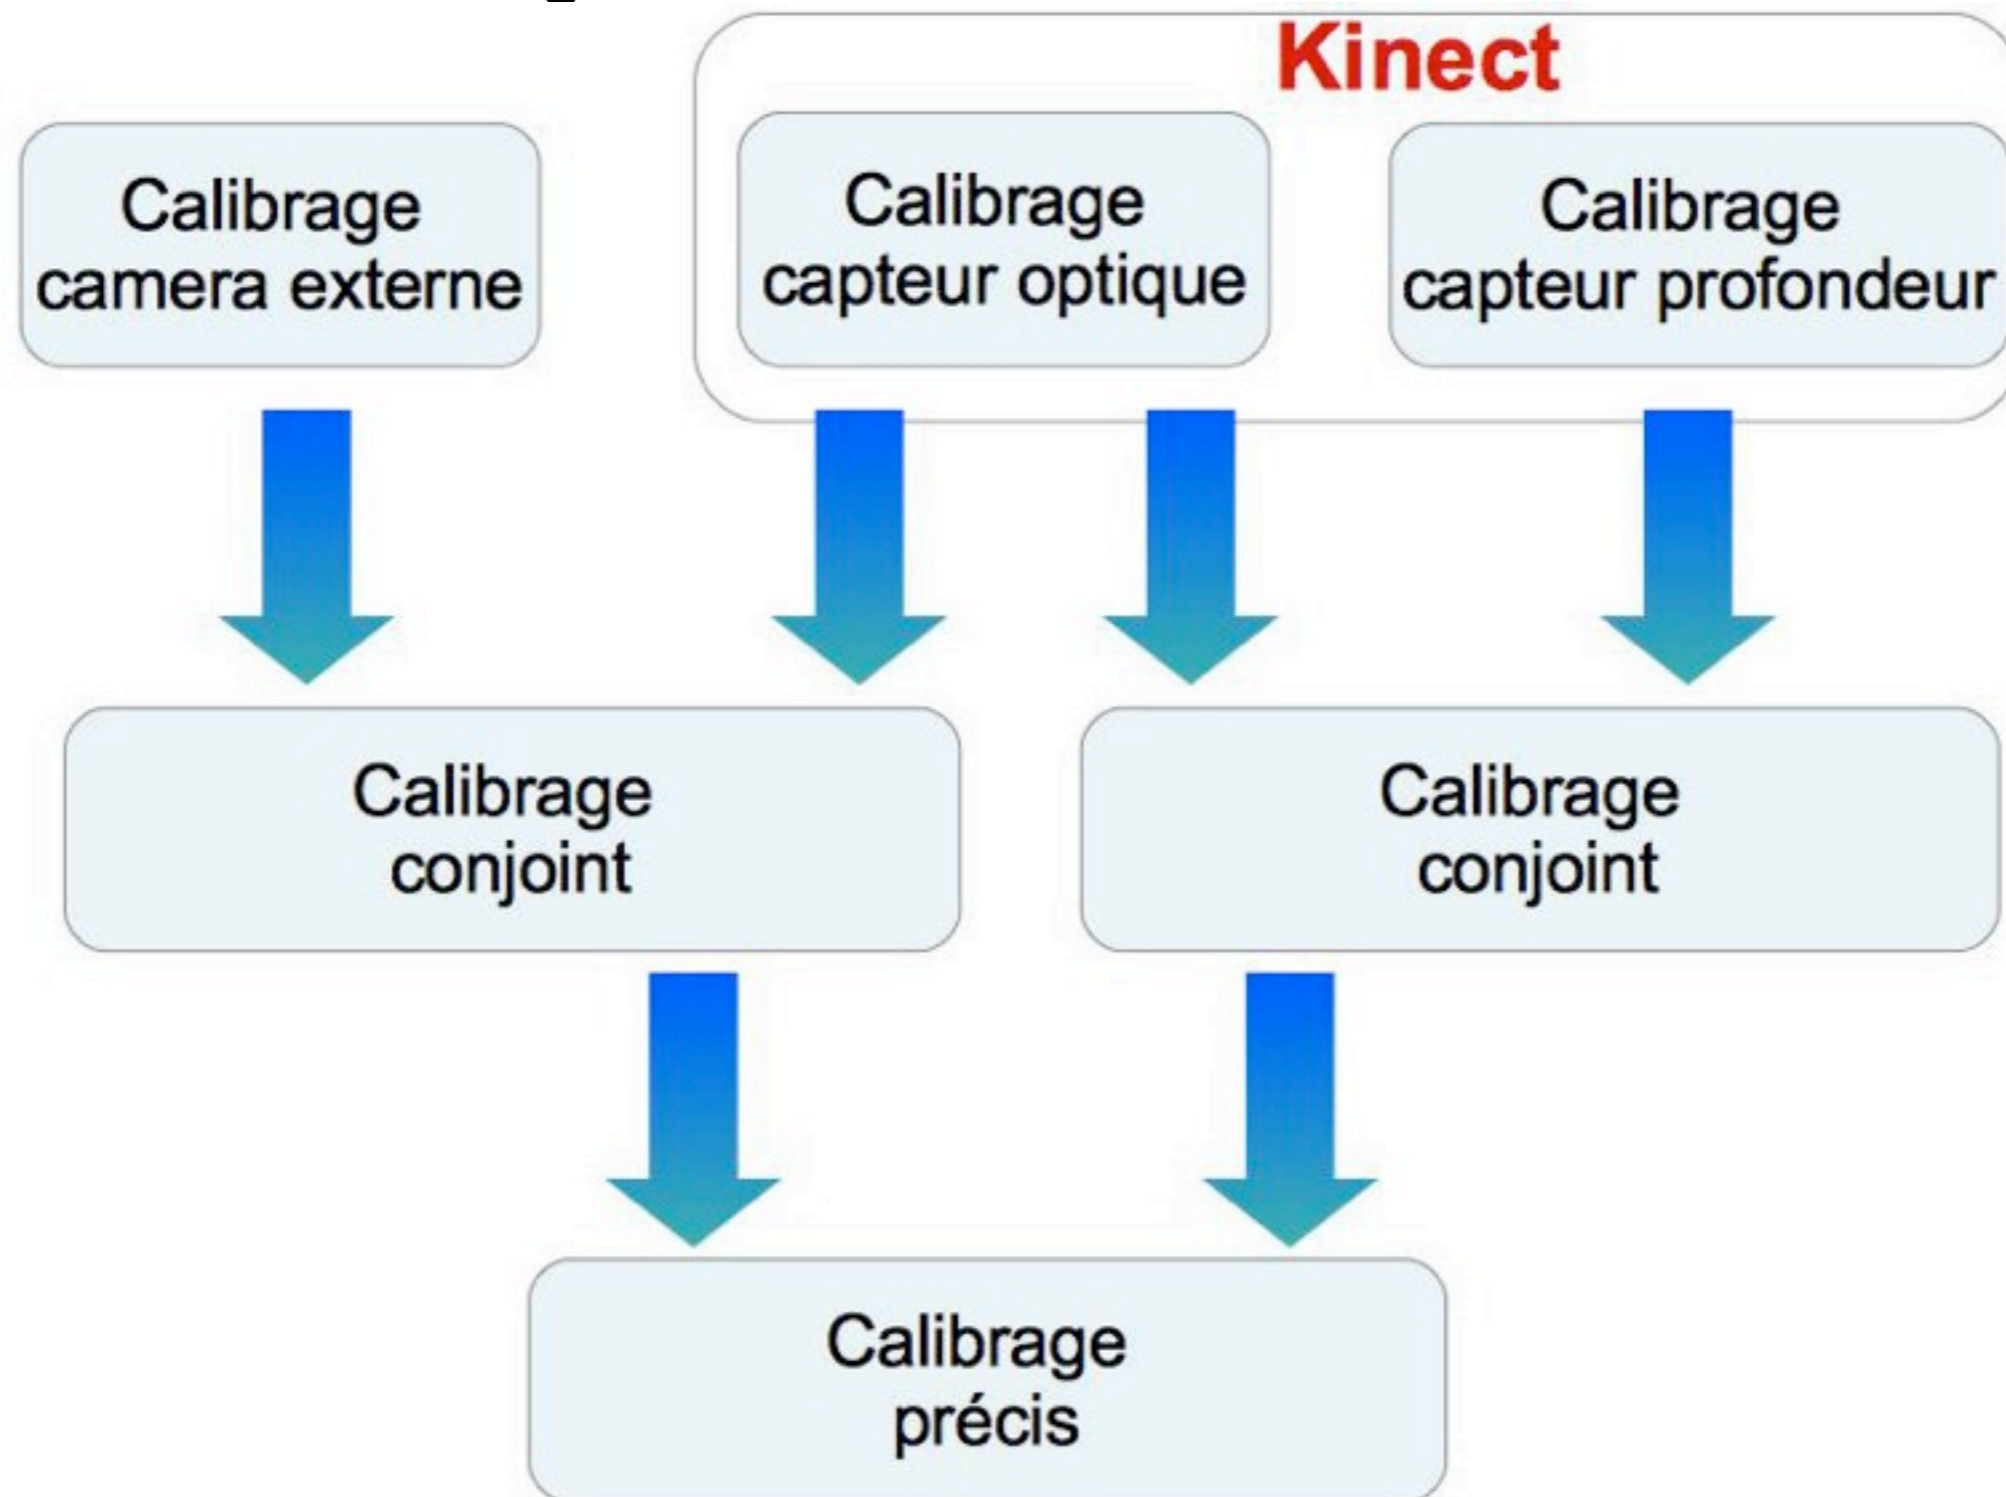 Kinect
Calibrage
camera externe
Calibrage
capteur optique
Calibrage
capteur profondeur
Calibrage
conjoint
Calibrage
conjoint
Calibrage
précis